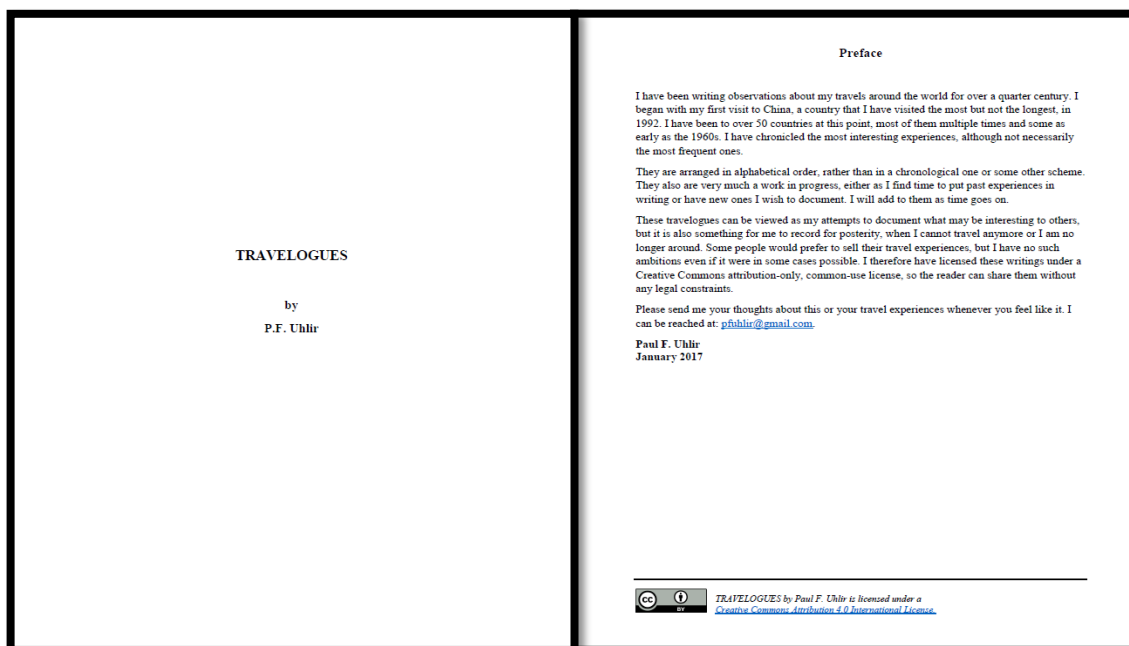 TRAVELOGUES
by
P.F. Uhlir
Preface
I have been writing observations about my travels around the world for over a quarter century. I
began with my first visit to China, a country that I have visited the most but not the longest, in
1992. I have been to over 50 countries at this point, most of them multiple times and some as
early as the 1960s. I have chronicled the most interesting experiences, although not necessarily
the most frequent ones.
They are arranged in alphabetical order, rather than in a chronological one or some other scheme.
They also are very much a work in progress, either as I find time to put past experiences in
writing or have new ones I wish to document. I will add to them as time goes on.
These travelogues can be viewed as my attempts to document what may be interesting to others,
but it is also something for me to record for posterity, when I cannot travel anymore or I am no
longer around. Some people would prefer to sell their travel experiences, but I have no such
ambitions even if it were in some cases possible. I therefore have licensed these writings under a
Creative Commons attribution-only, common-use license, so the reader can share them without
any legal constraints.
Please send me your thoughts about this or your travel experiences whenever you feel like it. I
can be reached at: pfuhlir@gmail.com.
Paul F. Uhlir
January 2017
cc BY
TRAVELOGUES by Paul F. Uhlir is licensed under a
Creative Commons Attribution 4.0 International License.